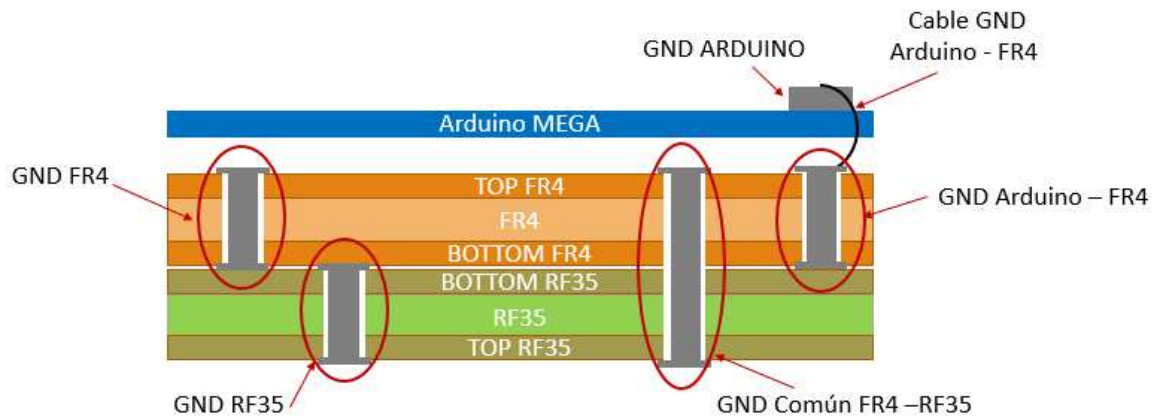 Cable GND
Arduino - FR4
GND ARDUINO
Arduino MEGA
GND FR4
TOP FR4
GND Arduino – FR4
FR4
BOTTOM FR4
BOTTOM RF35
RF35
TOP RF35
GND RF35
GND Común FR4 –RF35